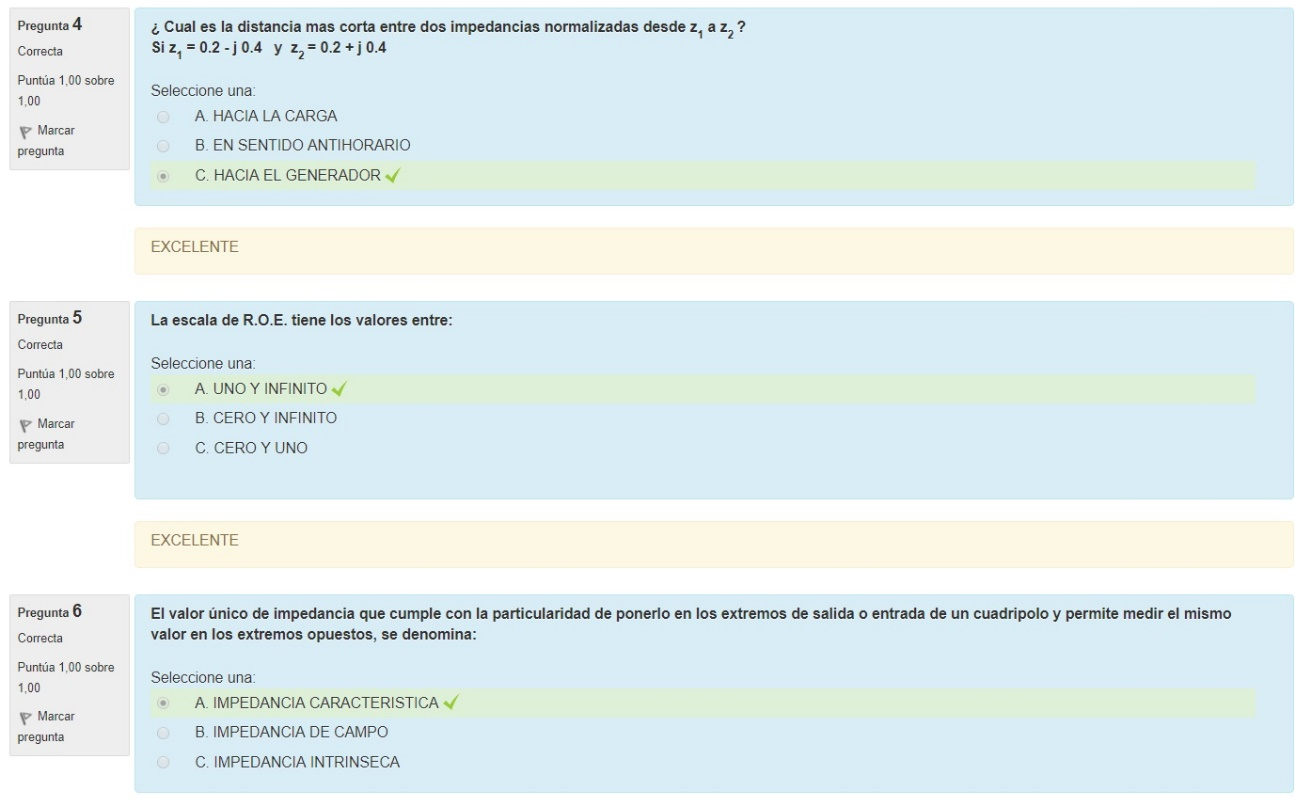 Pregunta 4
Correcta
Puntúa 1,00 sobre
1,00
Marcar
pregunta
¿ Cual es la distancia mas corta entre dos impedancias normalizadas desde z1 a z2 ?
Si z1 = 0.2 - j 0.4 y z2 = 0.2 + j 0.4
Seleccione una:
A. HACIA LA CARGA
B. EN SENTIDO ANTIHORARIO
C. HACIA EL GENERADOR
EXCELENTE
Pregunta 5
Correcta
Puntúa 1,00 sobre
1,00
Marcar
pregunta
La escala de R.O.E. tiene los valores entre:
Seleccione una:
A. UNO Y INFINITO
B. CERO Y INFINITO
C. CERO Y UNO
EXCELENTE
Pregunta 6
Correcta
Puntúa 1,00 sobre
1,00
Marcar
pregunta
El valor único de impedancia que cumple con la particularidad de ponerlo en los extremos de salida o entrada de un cuadripolo y permite medir el mismo
valor en los extremos opuestos, se denomina:
Seleccione una:
A. IMPEDANCIA CARACTERISTICA
B. IMPEDANCIA DE CAMPO
C. IMPEDANCIA INTRINSECA